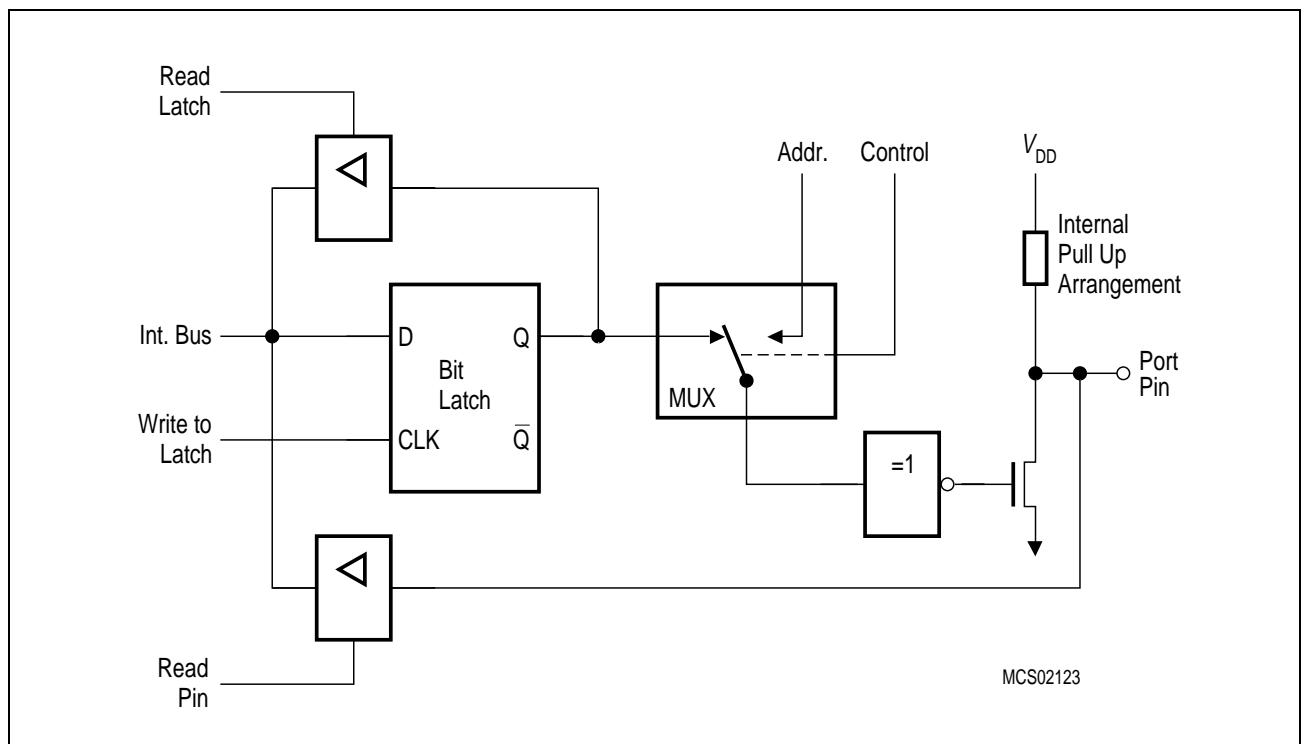 Read
Latch
Addr.
Control
V_DD
Internal
Pull Up
Arrangement
Int. Bus
D
Q
Bit
Latch
MUX
Port
Pin
Write to
Latch
CLK
Q̅
=1
Read
Pin
MCS02123